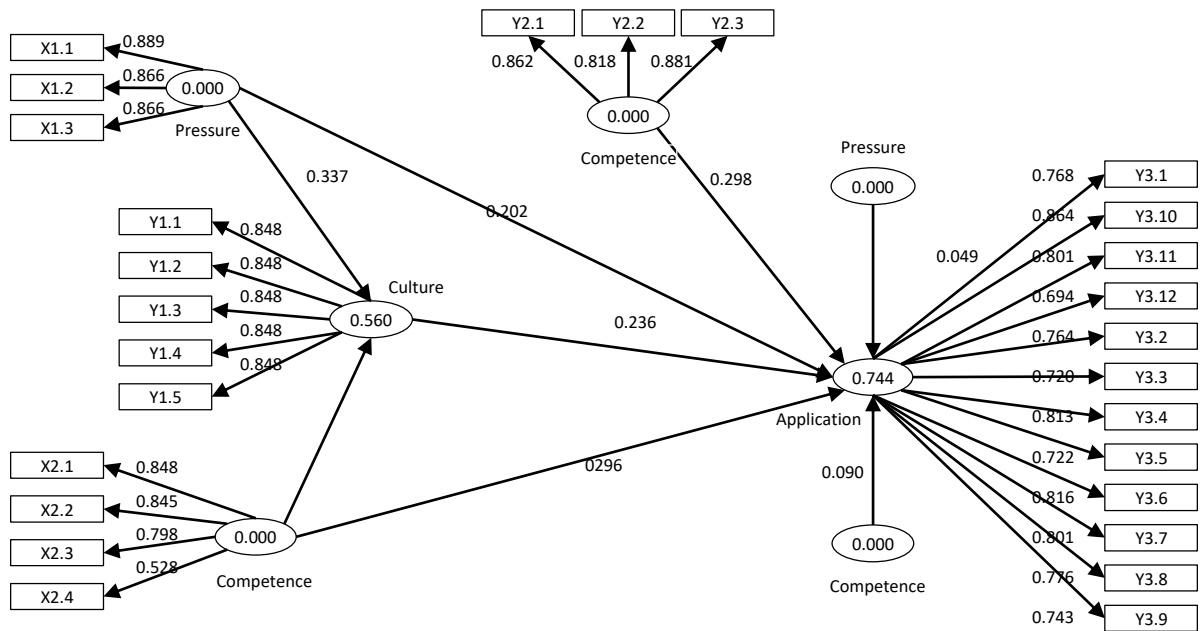 X1.1
0.889
X1.2
0.866
X1.3
0.866
0.000
Pressure
Y2.1
Y2.2
Y2.3
0.862
0.818
0.881
0.000
Competence
Pressure
0.000
0.337
0.202
0.298
0.049
Y1.1
0.848
Y1.2
0.848
Y1.3
0.848
Y1.4
0.848
Y1.5
0.848
Culture
0.560
0.236
0.744
Application
0296
0.090
0.000
Competence
X2.1
0.848
X2.2
0.845
X2.3
0.798
X2.4
0.528
0.000
Competence
0.768
Y3.1
0.864
Y3.10
0.801
Y3.11
0.694
Y3.12
0.764
Y3.2
0.720
Y3.3
0.813
Y3.4
0.722
Y3.5
0.816
Y3.6
0.801
Y3.7
0.776
Y3.8
0.743
Y3.9